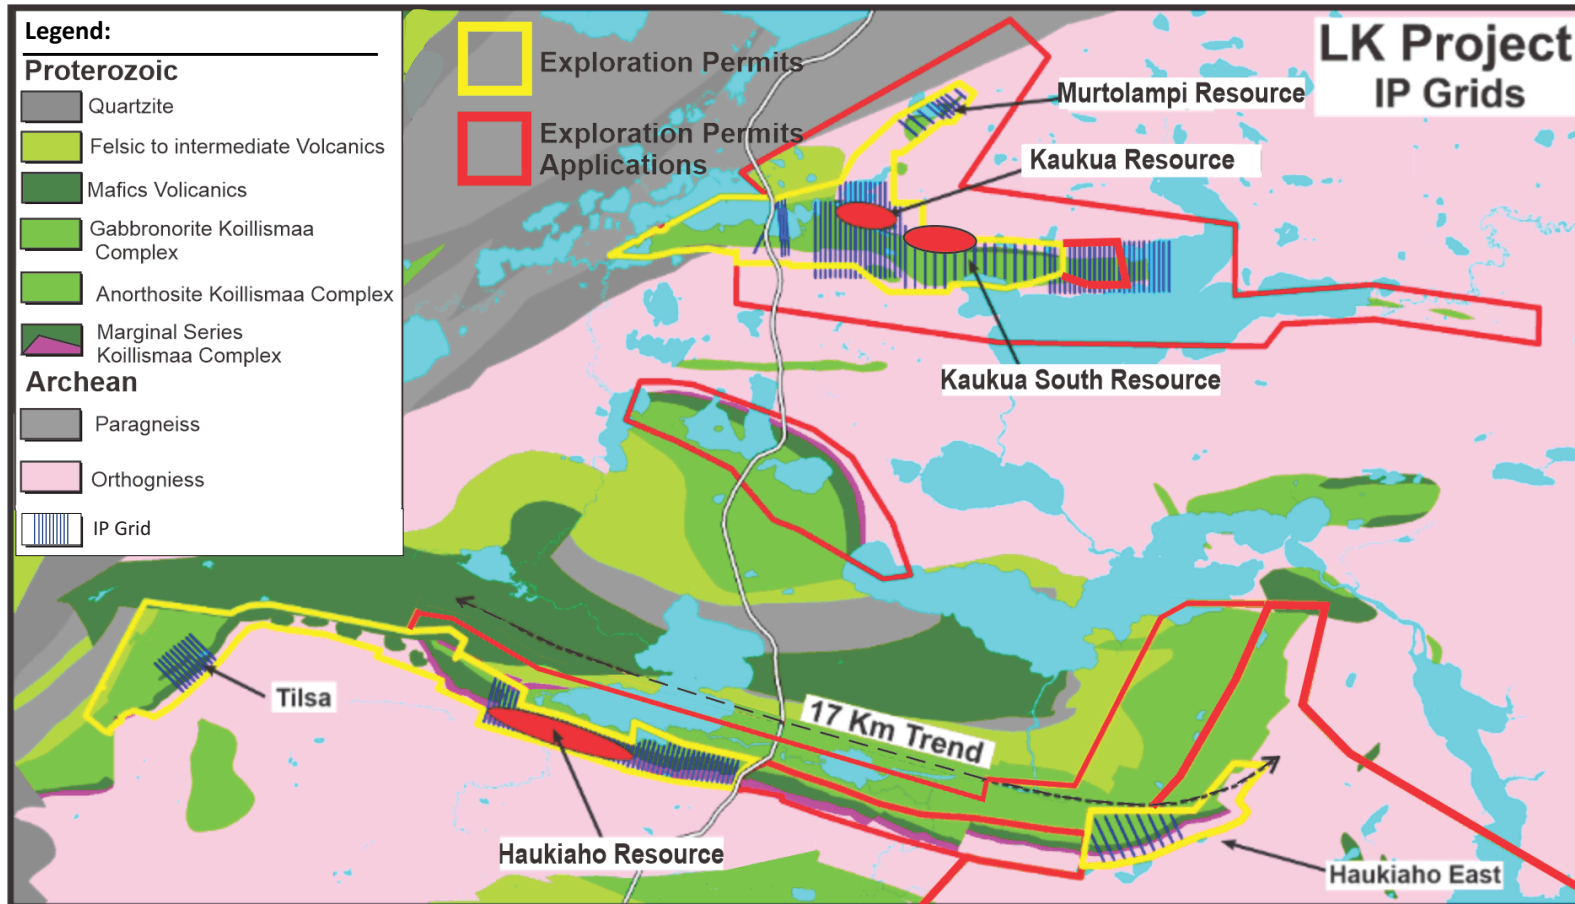 Legend:
Proterozoic
Quartzite
Felsic to intermediate Volcanics
Mafics Volcanics
Gabbronorite Koillismaa
Complex
Anorthosite Koillismaa Complex
Marginal Series
Koillismaa Complex
Archean
Paragneiss
Orthogniess
IP Grid
Exploration Permits
Exploration Permits
Applications
LK Project
IP Grids
Murtolampi Resource
Kaukua Resource
Kaukua South Resource
Tilsa
17 Km Trend
Haukiaho Resource
Haukiaho East